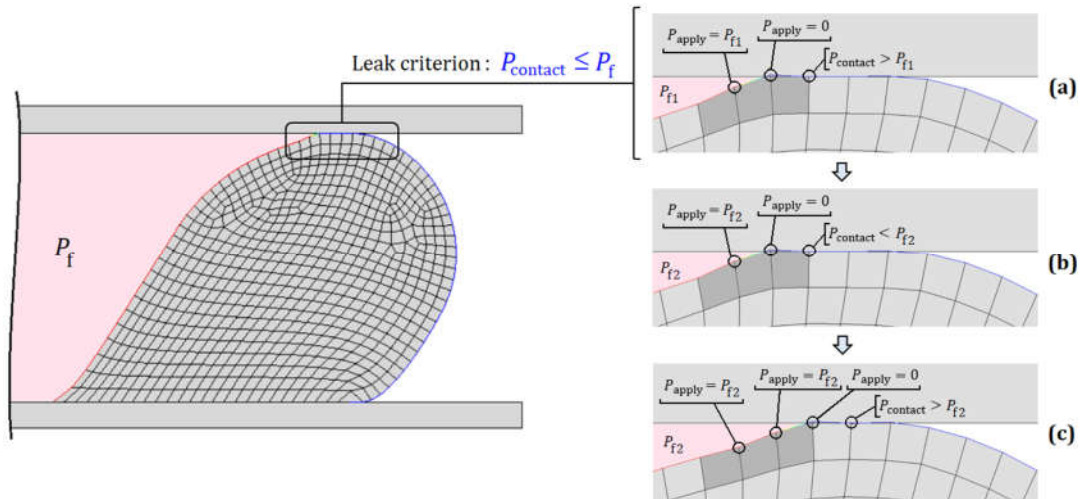 Leak criterion : P_contact ≤ P_f
P_f
P_apply = P_f1
P_apply = 0
P_contact > P_f1
P_f1
(a)
P_apply = P_f2
P_apply = 0
P_contact < P_f2
P_f2
(b)
P_apply = P_f2
P_apply = P_f2
P_apply = 0
P_contact > P_f2
P_f2
(c)